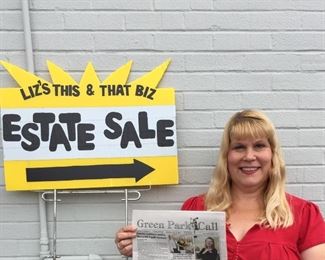 LIZ'S THIS & THAT BIZ
ESTATE SALE
Green Park Call